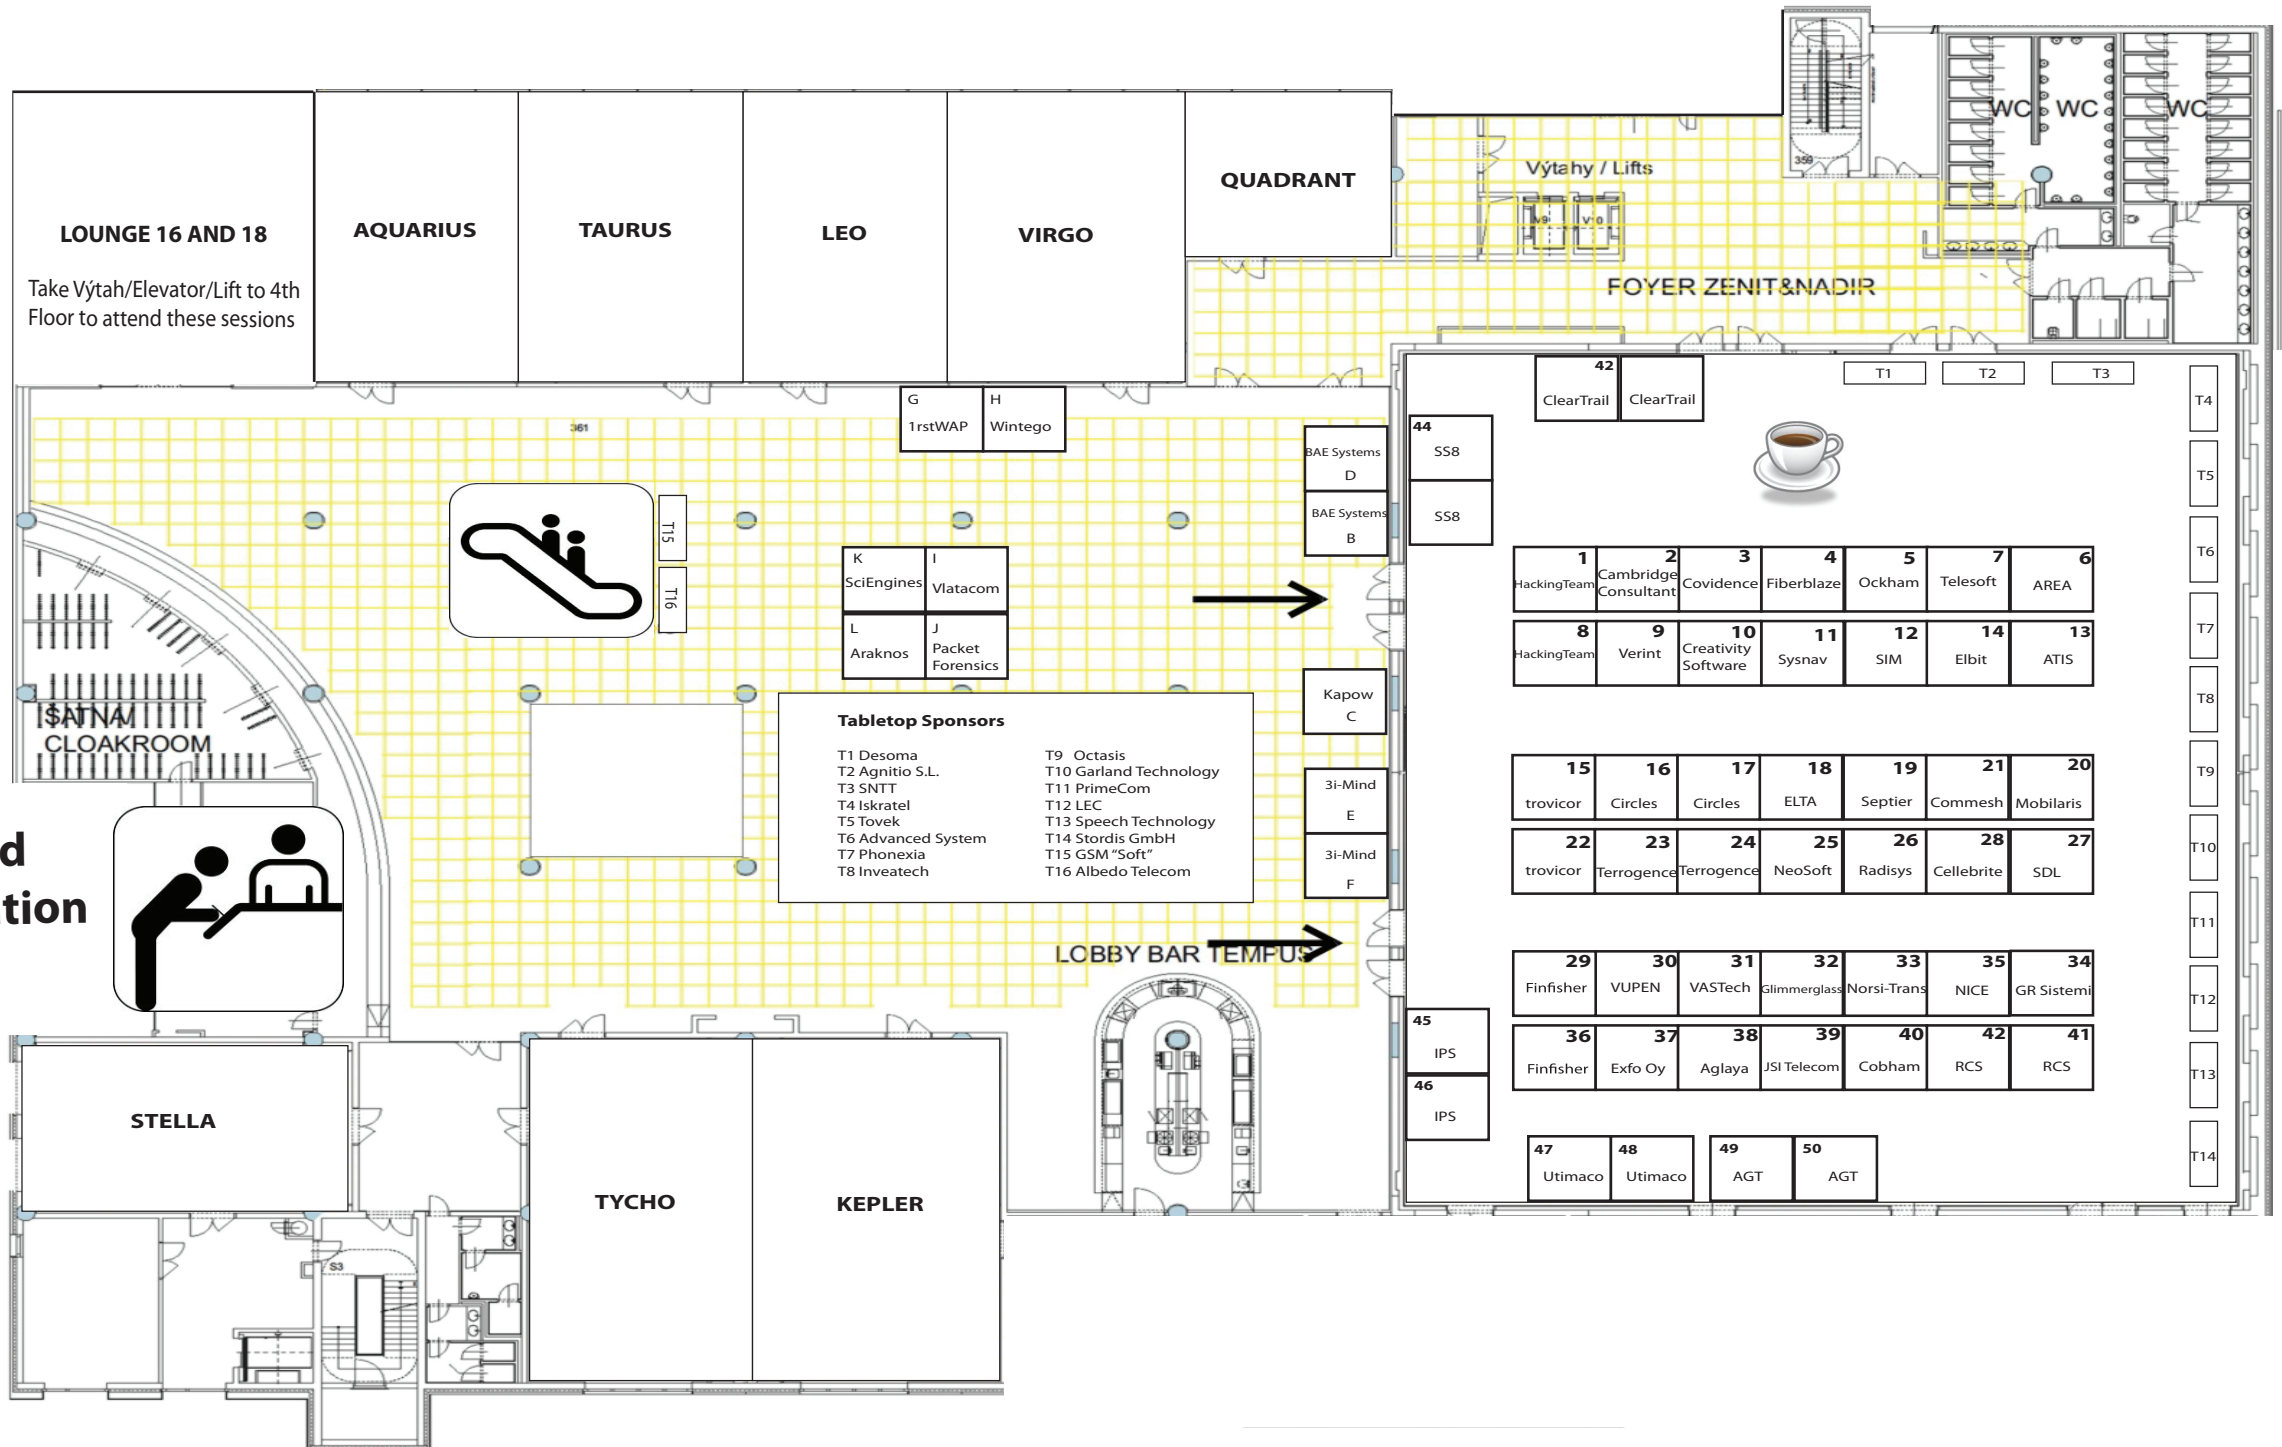 LOUNGE 16 AND 18
Take Výtah/Elevator/Lift to 4th
Floor to attend these sessions
AQUARIUS
TAURUS
LEO
VIRGO
QUADRANT
Výtahy / Lifts
V9
V10
FOYER ZENIT&NADIR
359
WC
WC
WC
361
G
1rstWAP
H
Wintego
BAE Systems
D
BAE Systems
B
T15
T16
K
SciEngines
I
Vlatacom
L
Araknos
J
Packet
Forensics
Kapow
C
3i-Mind
E
3i-Mind
F
Tabletop Sponsors
T1 Desoma
T2 Agnitio S.L.
T3 SNTT
T4 Iskratel
T5 Tovek
T6 Advanced System
T7 Phonexia
T8 Inveatech
T9 Octasis
T10 Garland Technology
T11 PrimeCom
T12 LEC
T13 Speech Technology
T14 Stordis GmbH
T15 GSM “Soft”
T16 Albedo Telecom
ŠATNA/
CLOAKROOM
d
tion
LOBBY BAR TEMPUS
STELLA
TYCHO
KEPLER
S3
42
ClearTrail
ClearTrail
T1
T2
T3
T4
T5
T6
T7
T8
T9
T10
T11
T12
T13
T14
44
SS8
SS8
1
HackingTeam
2
Cambridge
Consultant
3
Covidence
4
Fiberblaze
5
Ockham
7
Telesoft
6
AREA
8
HackingTeam
9
Verint
10
Creativity
Software
11
Sysnav
12
SIM
14
Elbit
13
ATIS
15
trovicor
16
Circles
17
Circles
18
ELTA
19
Septier
21
Commesh
20
Mobilaris
22
trovicor
23
Terrogence
24
Terrogence
25
NeoSoft
26
Radisys
28
Cellebrite
27
SDL
29
Finfisher
30
VUPEN
31
VASTech
32
Glimmerglass
33
Norsi-Trans
35
NICE
34
GR Sistemi
36
Finfisher
37
Exfo Oy
38
Aglaya
39
JSI Telecom
40
Cobham
42
RCS
41
RCS
45
IPS
46
IPS
47
Utimaco
48
Utimaco
49
AGT
50
AGT